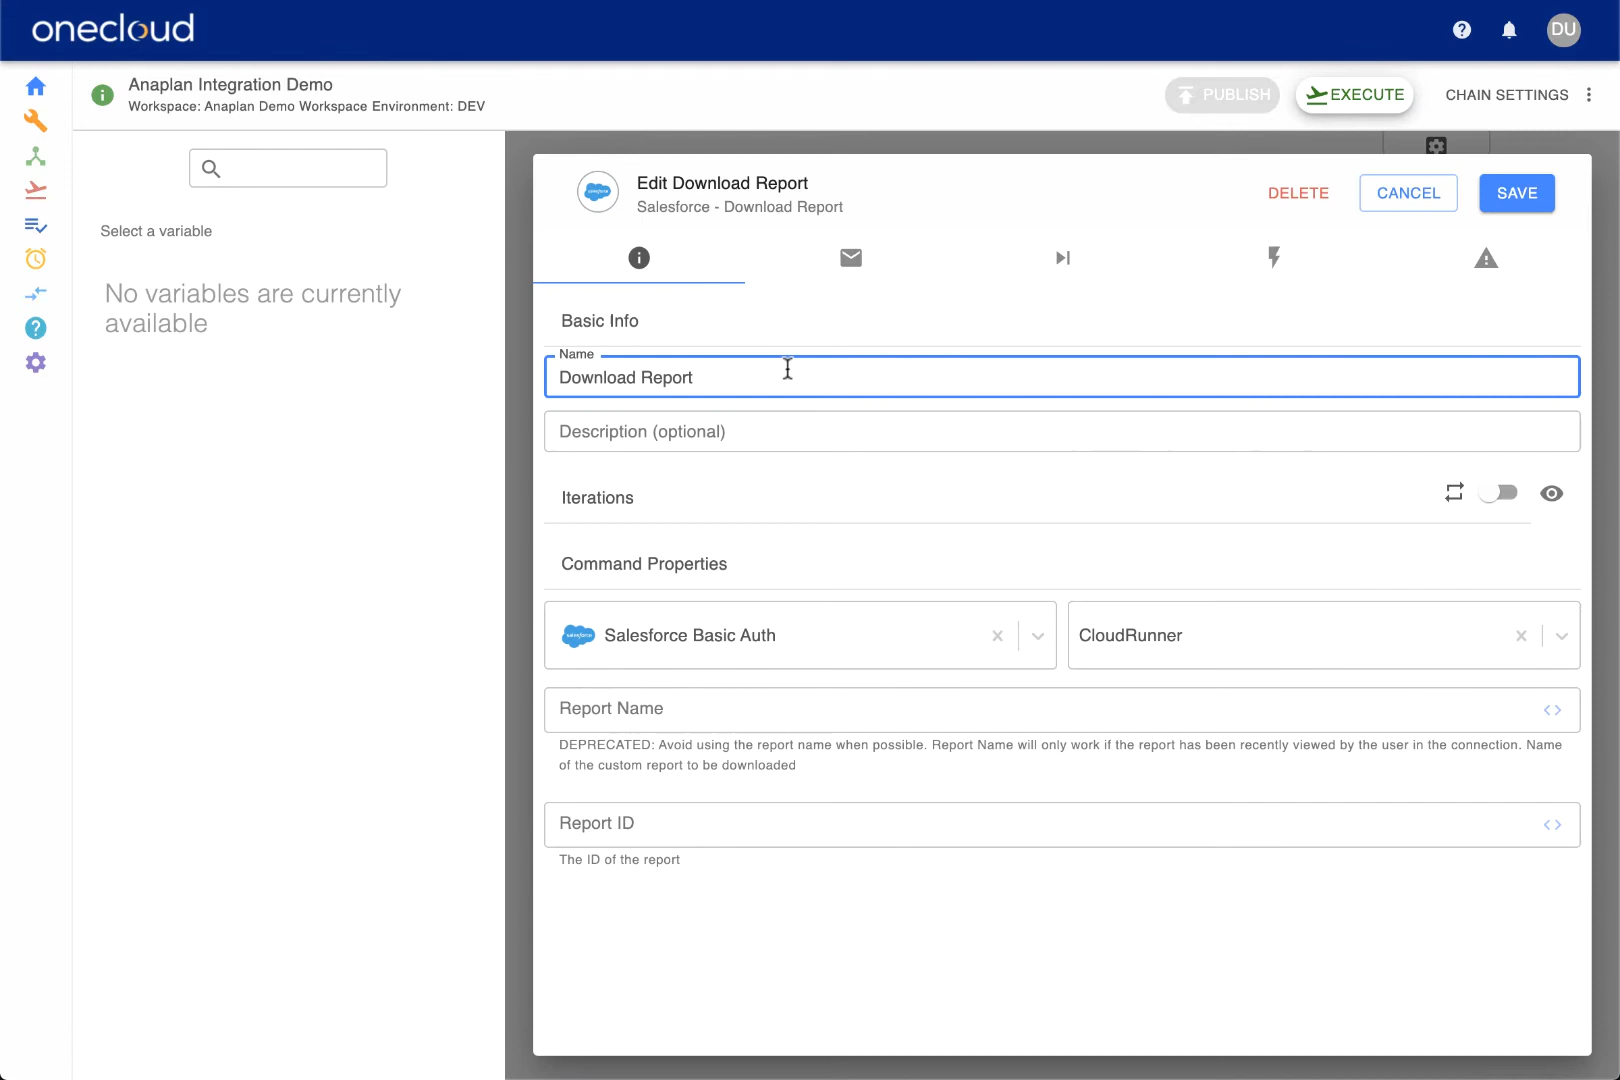 onecloud
DU
Anaplan Integration Demo
Workspace: Anaplan Demo Workspace Environment: DEV
PUBLISH
EXECUTE
CHAIN SETTINGS
Select a variable
No variables are currently
available
Edit Download Report
Salesforce - Download Report
DELETE
CANCEL
SAVE
Basic Info
Name
Download Report
Description (optional)
Iterations
Command Properties
salesforce
Salesforce Basic Auth
CloudRunner
Report Name
DEPRECATED: Avoid using the report name when possible. Report Name will only work if the report has been recently viewed by the user in the connection. Name
of the custom report to be downloaded
Report ID
The ID of the report